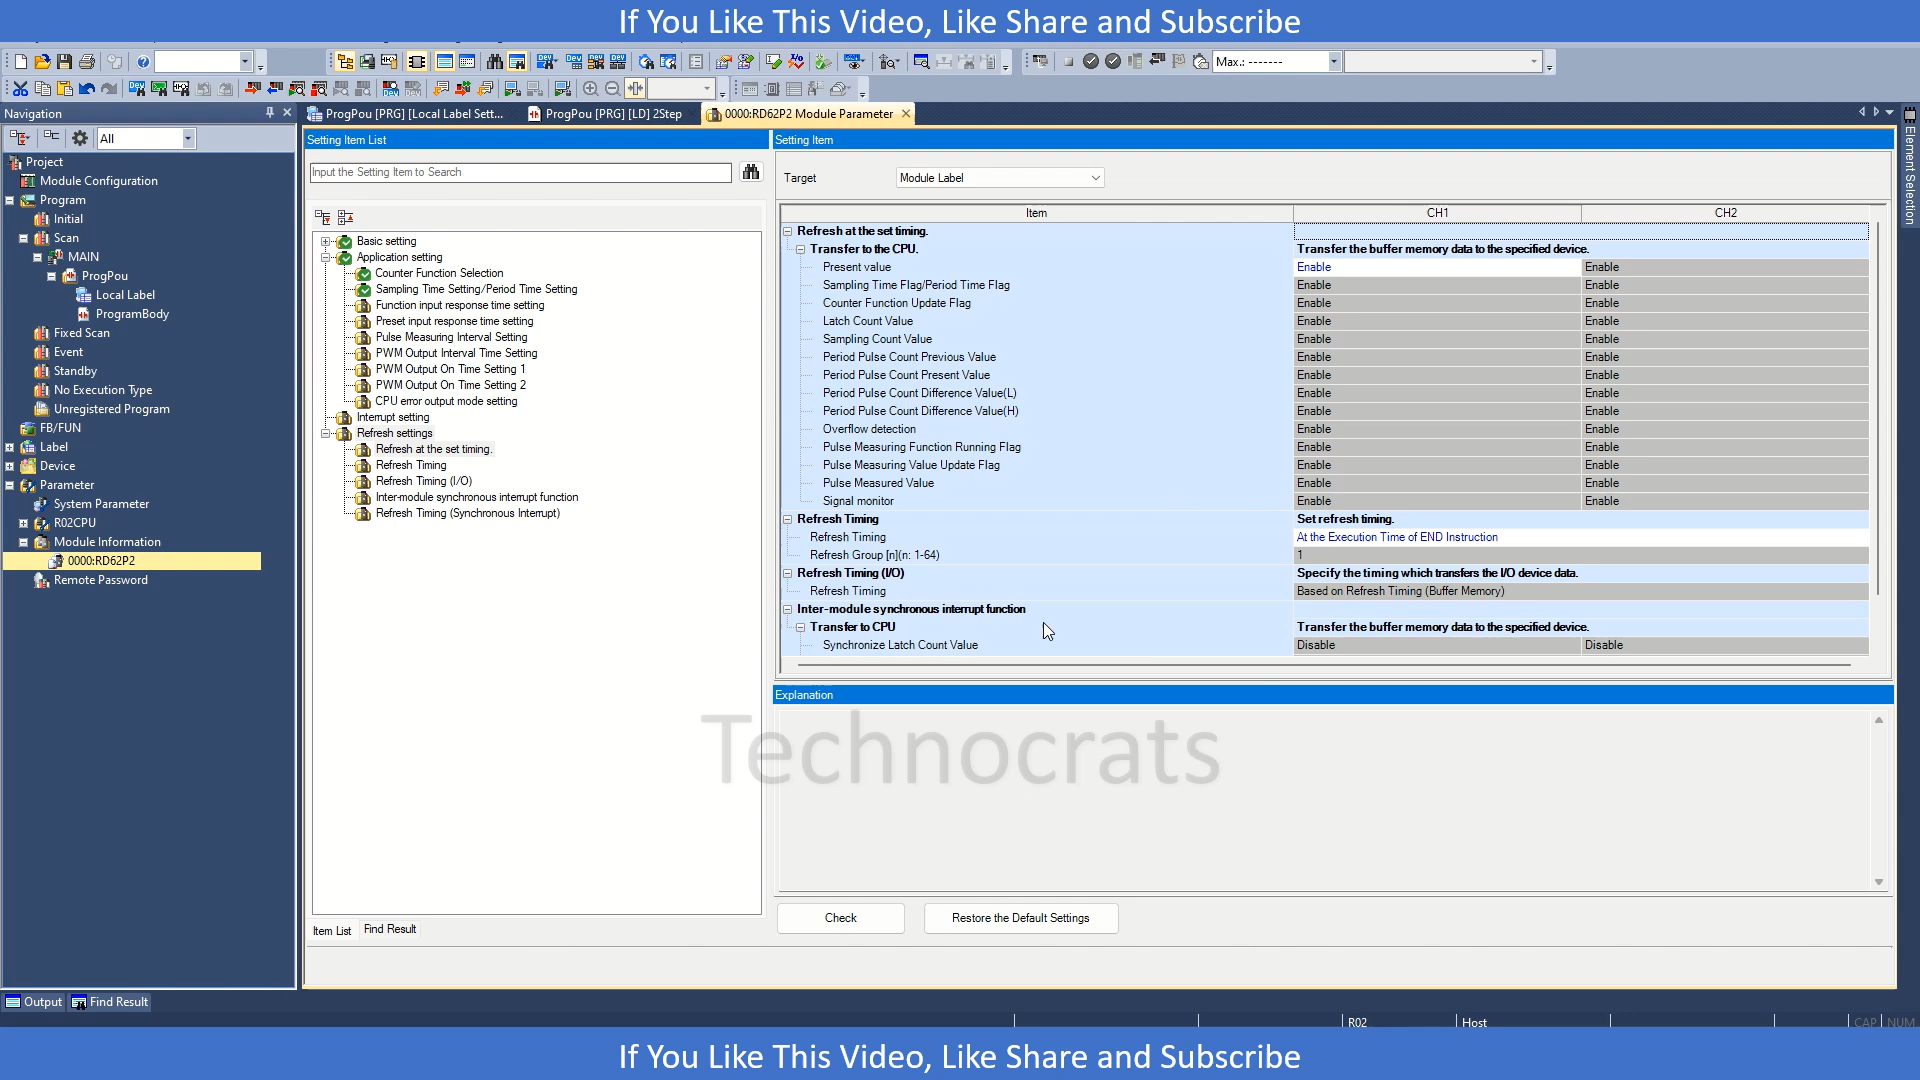 If You Like This Video, Like Share and Subscribe
Max.: -------
Navigation
ProgPou [PRG] [Local Label Sett...
ProgPou [PRG] [LD] 2Step
0000:RD62P2 Module Parameter
Element Selection
All
Project
Module Configuration
Program
Initial
Scan
MAIN
ProgPou
Local Label
ProgramBody
Fixed Scan
Event
Standby
No Execution Type
Unregistered Program
FB/FUN
Label
Device
Parameter
System Parameter
R02CPU
Module Information
0000:RD62P2
Remote Password
Setting Item List
Input the Setting Item to Search
Basic setting
Application setting
Counter Function Selection
Sampling Time Setting/Period Time Setting
Function input response time setting
Preset input response time setting
Pulse Measuring Interval Setting
PWM Output Interval Time Setting
PWM Output On Time Setting 1
PWM Output On Time Setting 2
CPU error output mode setting
Interrupt setting
Refresh settings
Refresh at the set timing.
Refresh Timing
Refresh Timing (I/O)
Inter-module synchronous interrupt function
Refresh Timing (Synchronous Interrupt)
Item List
Find Result
Setting Item
Target Module Label
Item CH1 CH2
Refresh at the set timing.
Transfer to the CPU. Transfer the buffer memory data to the specified device.
Present value Enable Enable
Sampling Time Flag/Period Time Flag Enable Enable
Counter Function Update Flag Enable Enable
Latch Count Value Enable Enable
Sampling Count Value Enable Enable
Period Pulse Count Previous Value Enable Enable
Period Pulse Count Present Value Enable Enable
Period Pulse Count Difference Value(L) Enable Enable
Period Pulse Count Difference Value(H) Enable Enable
Overflow detection Enable Enable
Pulse Measuring Function Running Flag Enable Enable
Pulse Measuring Value Update Flag Enable Enable
Pulse Measured Value Enable Enable
Signal monitor Enable Enable
Refresh Timing Set refresh timing.
Refresh Timing At the Execution Time of END Instruction
Refresh Group [n](n: 1-64) 1
Refresh Timing (I/O) Specify the timing which transfers the I/O device data.
Refresh Timing Based on Refresh Timing (Buffer Memory)
Inter-module synchronous interrupt function
Transfer to CPU Transfer the buffer memory data to the specified device.
Synchronize Latch Count Value Disable Disable
Explanation
Technocrats
Check
Restore the Default Settings
Output
Find Result
R02
Host
CAP
NUM
If You Like This Video, Like Share and Subscribe